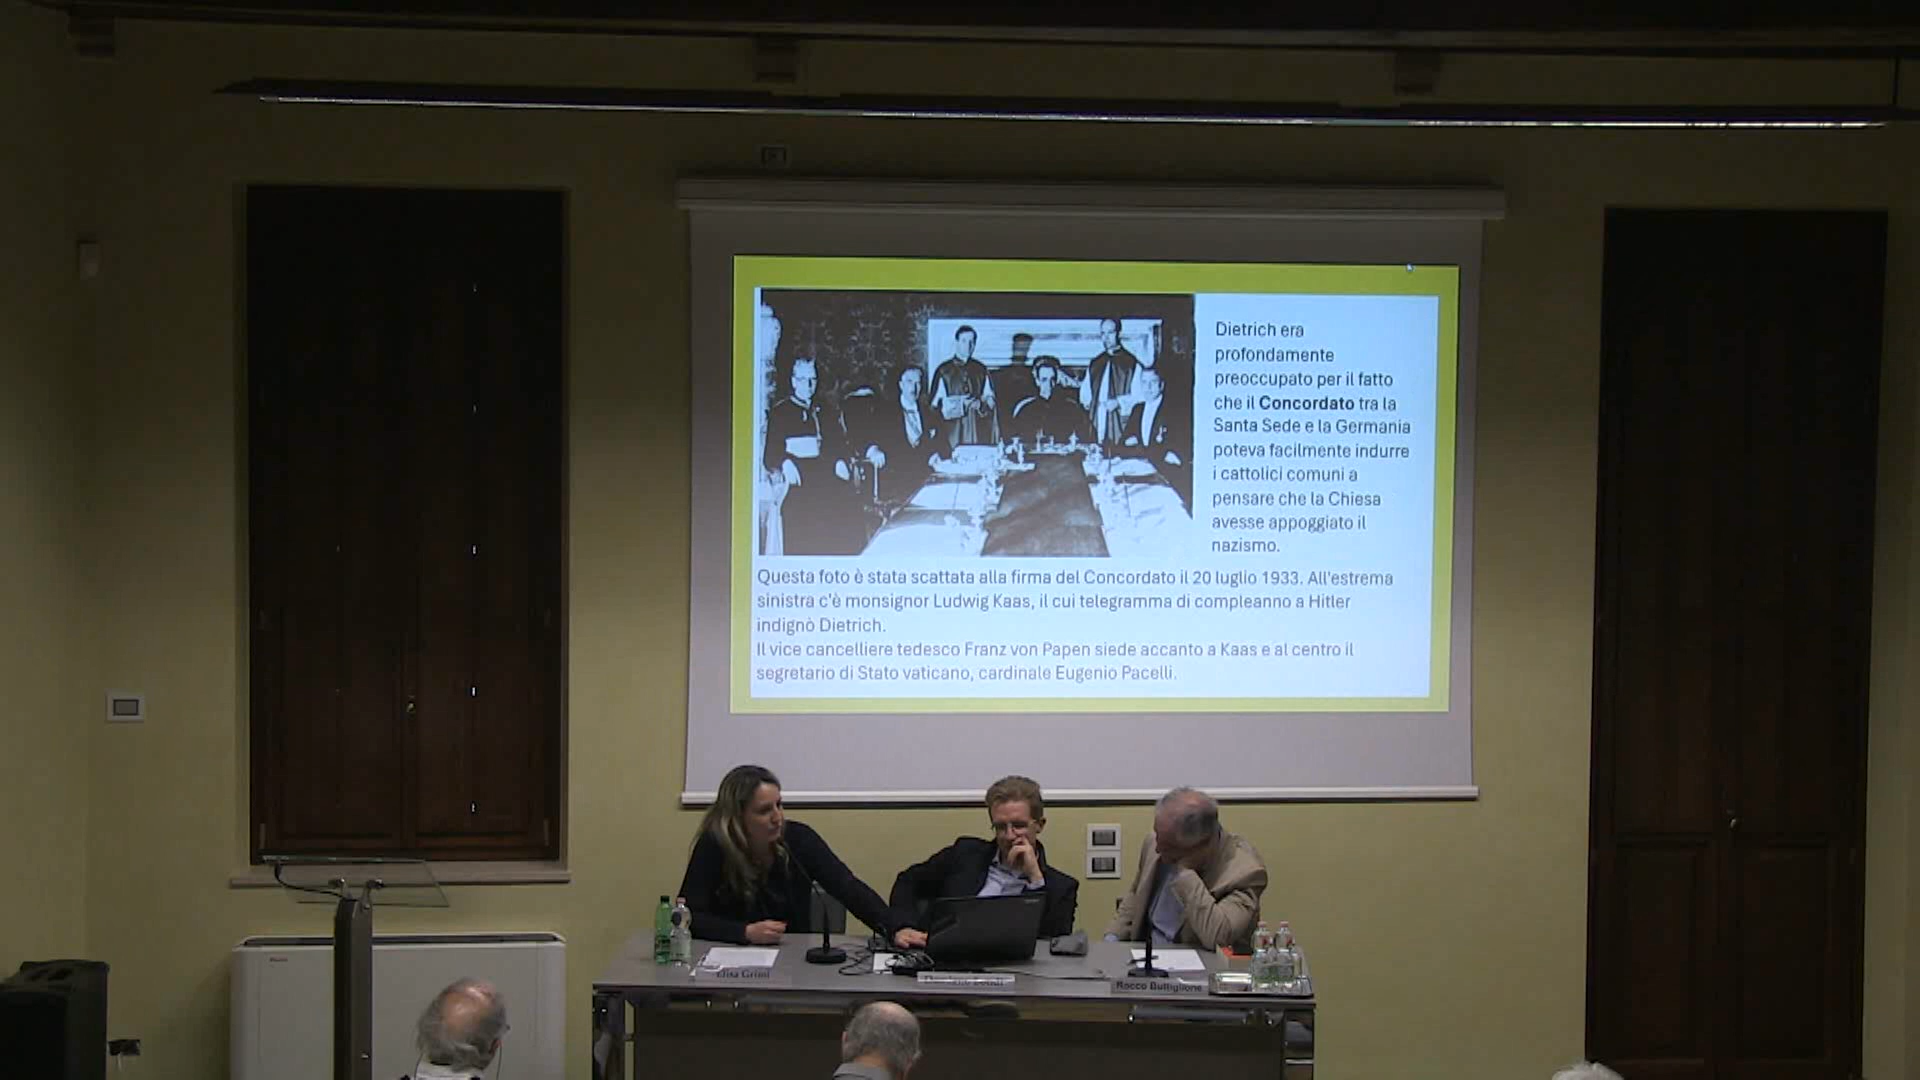 Dietrich era
profondamente
preoccupato per il fatto
che il Concordato tra la
Santa Sede e la Germania
poteva facilmente indurre
i cattolici comuni a
pensare che la Chiesa
avesse appoggiato il
nazismo.
Questa foto è stata scattata alla firma del Concordato il 20 luglio 1933. All'estrema
sinistra c'è monsignor Ludwig Kaas, il cui telegramma di compleanno a Hitler
indignò Dietrich.
Il vice cancelliere tedesco Franz von Papen siede accanto a Kaas e al centro il
segretario di Stato vaticano, cardinale Eugenio Pacelli.
Elisa Grimi
Rocco Buttiglione